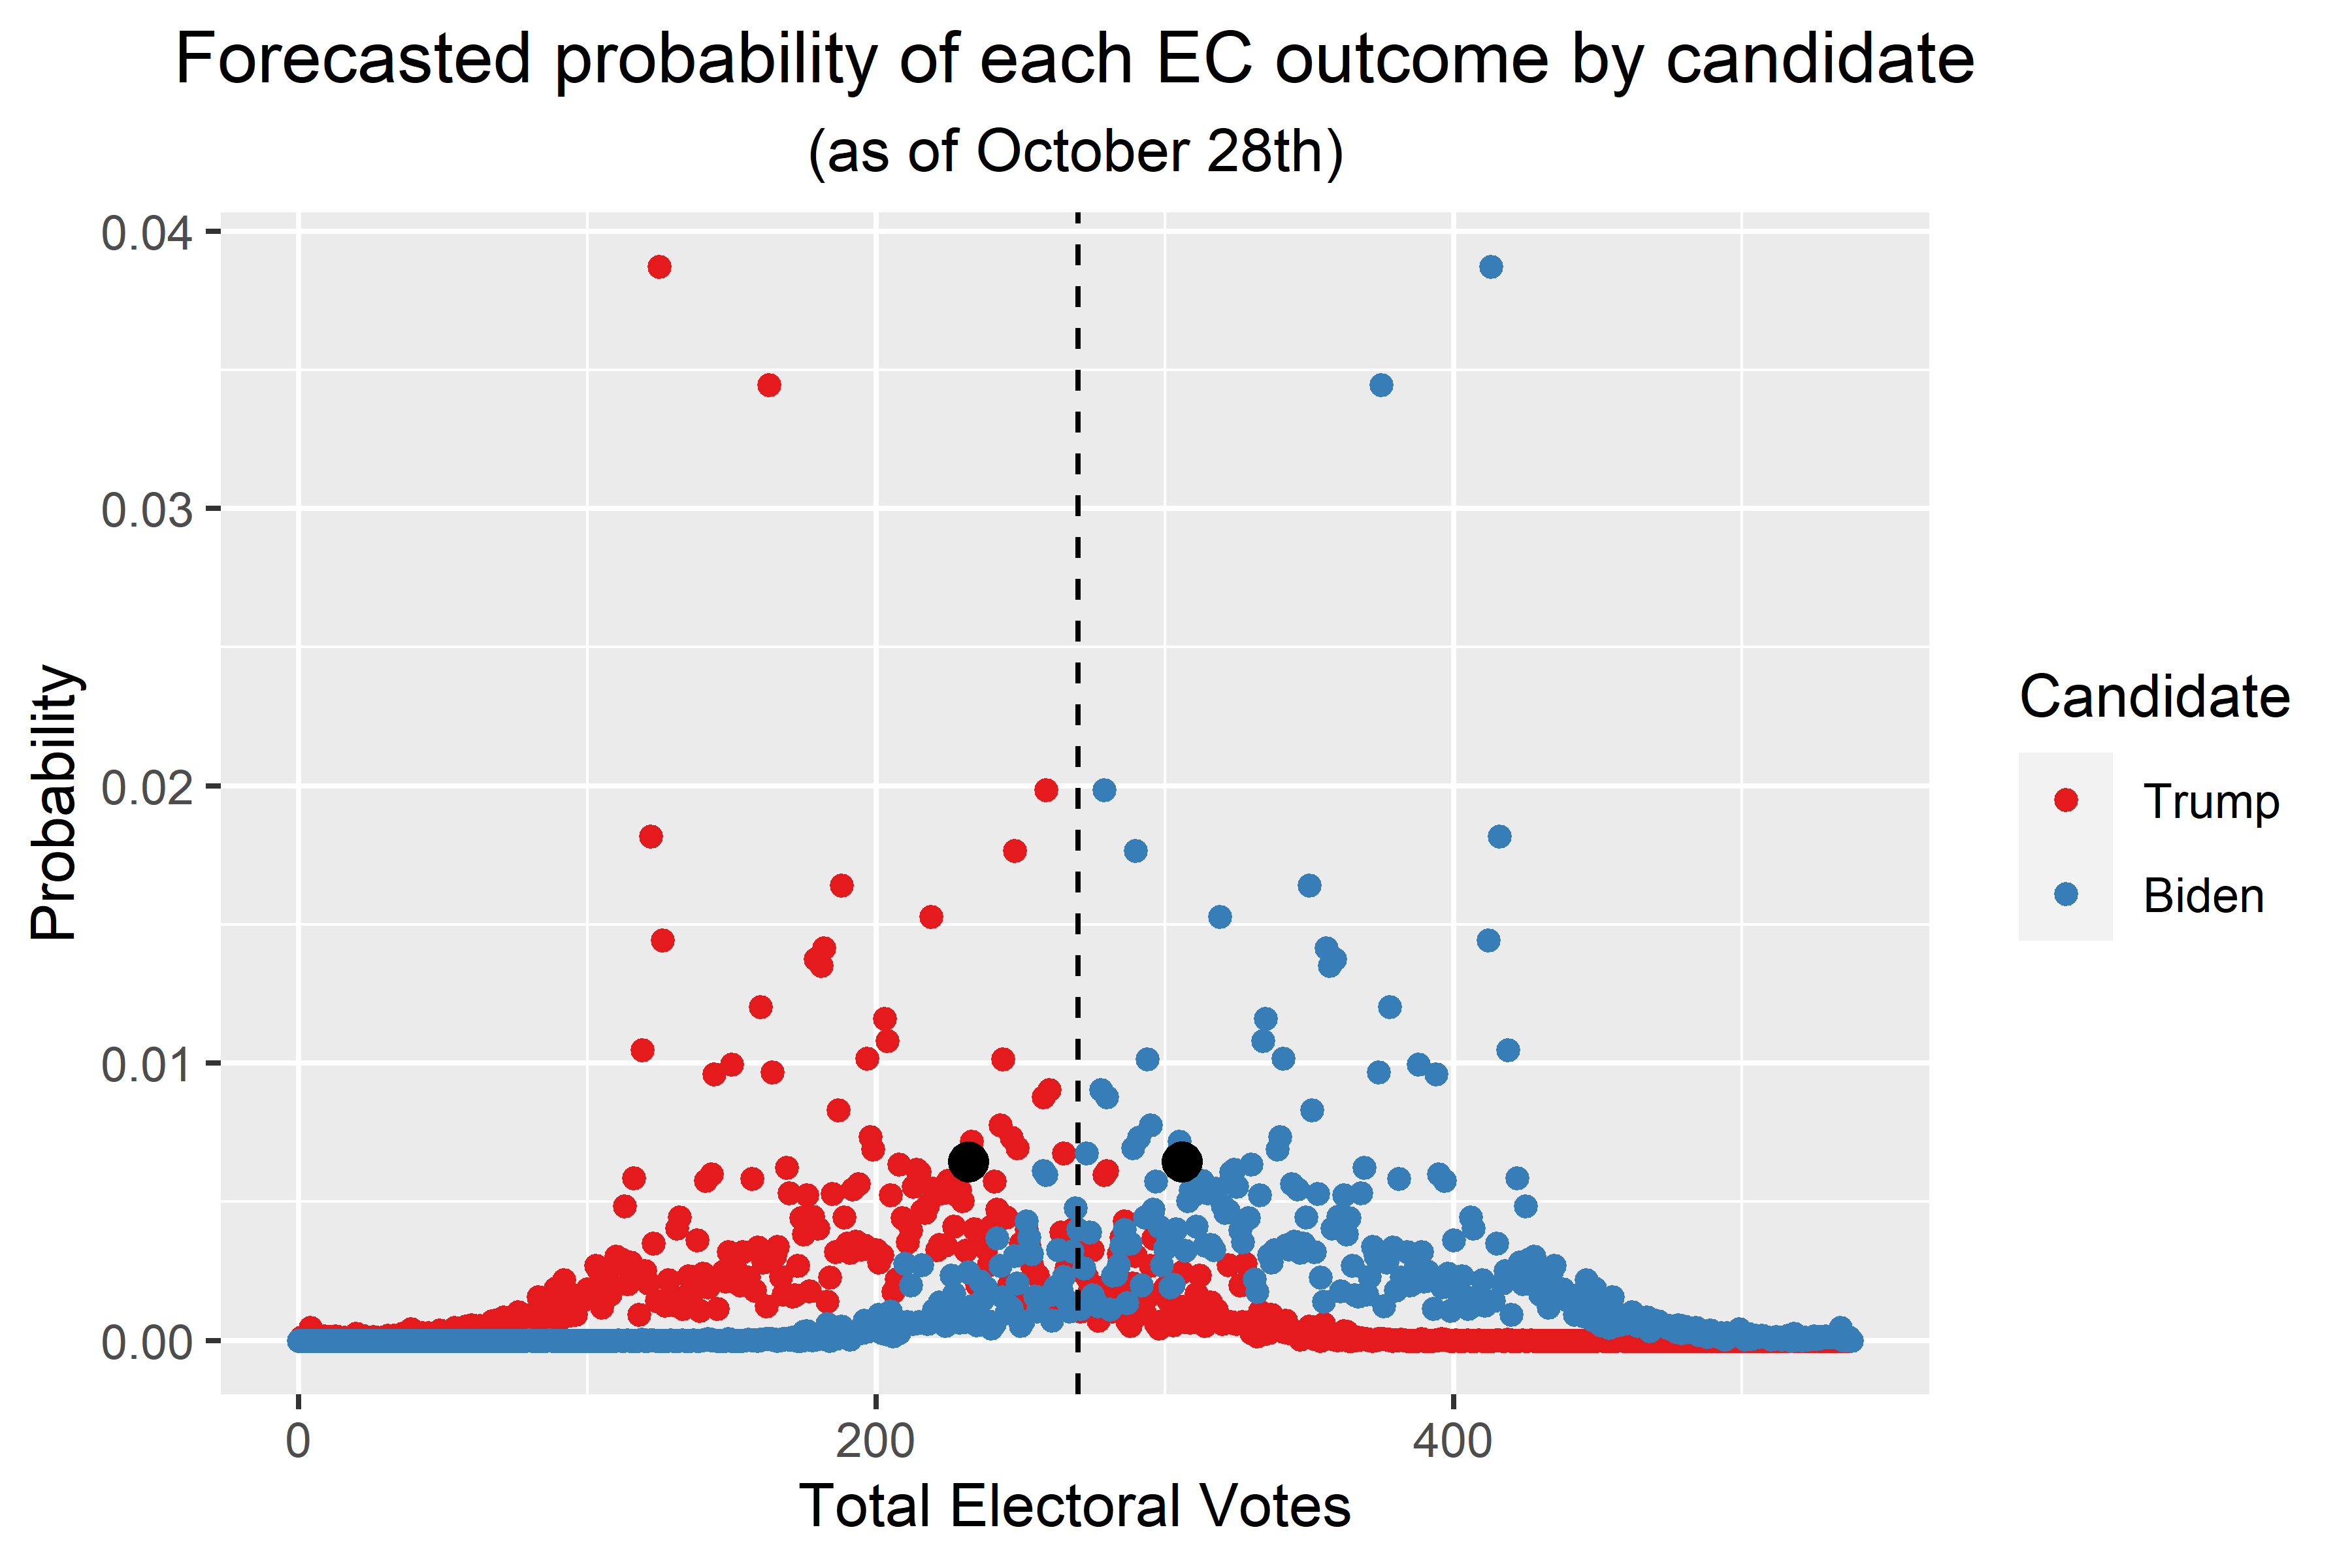 Forecasted probability of each EC outcome by candidate
(as of October 28th)
0.04
0.03
0.02
0.01
0.00
Probability
0
200
400
Total Electoral Votes
Candidate
Trump
Biden